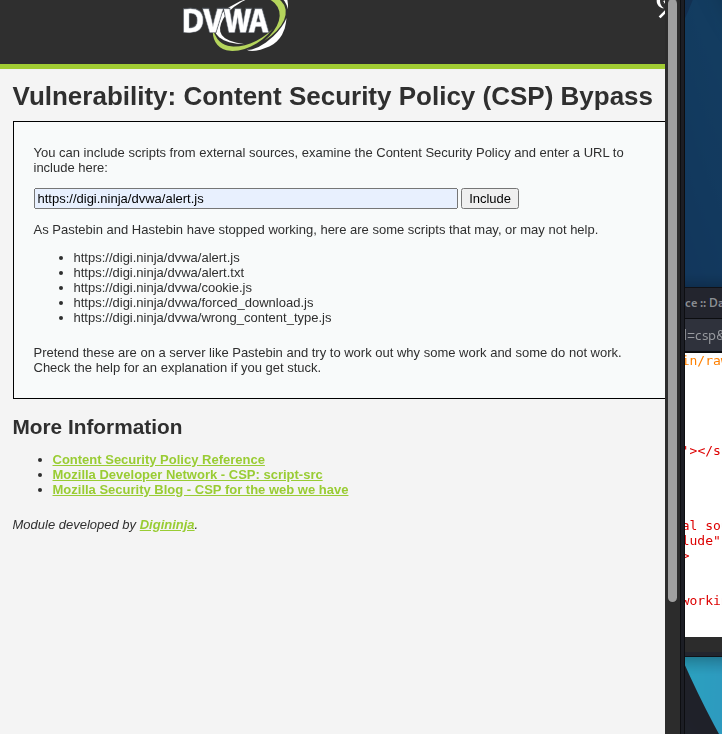 DVWA
Vulnerability: Content Security Policy (CSP) Bypass
You can include scripts from external sources, examine the Content Security Policy and enter a URL to
include here:
https://digi.ninja/dvwa/alert.js Include
As Pastebin and Hastebin have stopped working, here are some scripts that may, or may not help.
• https://digi.ninja/dvwa/alert.js
• https://digi.ninja/dvwa/alert.txt
• https://digi.ninja/dvwa/cookie.js
• https://digi.ninja/dvwa/forced_download.js
• https://digi.ninja/dvwa/wrong_content_type.js
Pretend these are on a server like Pastebin and try to work out why some work and some do not work.
Check the help for an explanation if you get stuck.
More Information
• Content Security Policy Reference
• Mozilla Developer Network - CSP: script-src
• Mozilla Security Blog - CSP for the web we have
Module developed by Digininja.
ce :: Da
=csp&
in/raw
"></s
al so
lude"
>
worki